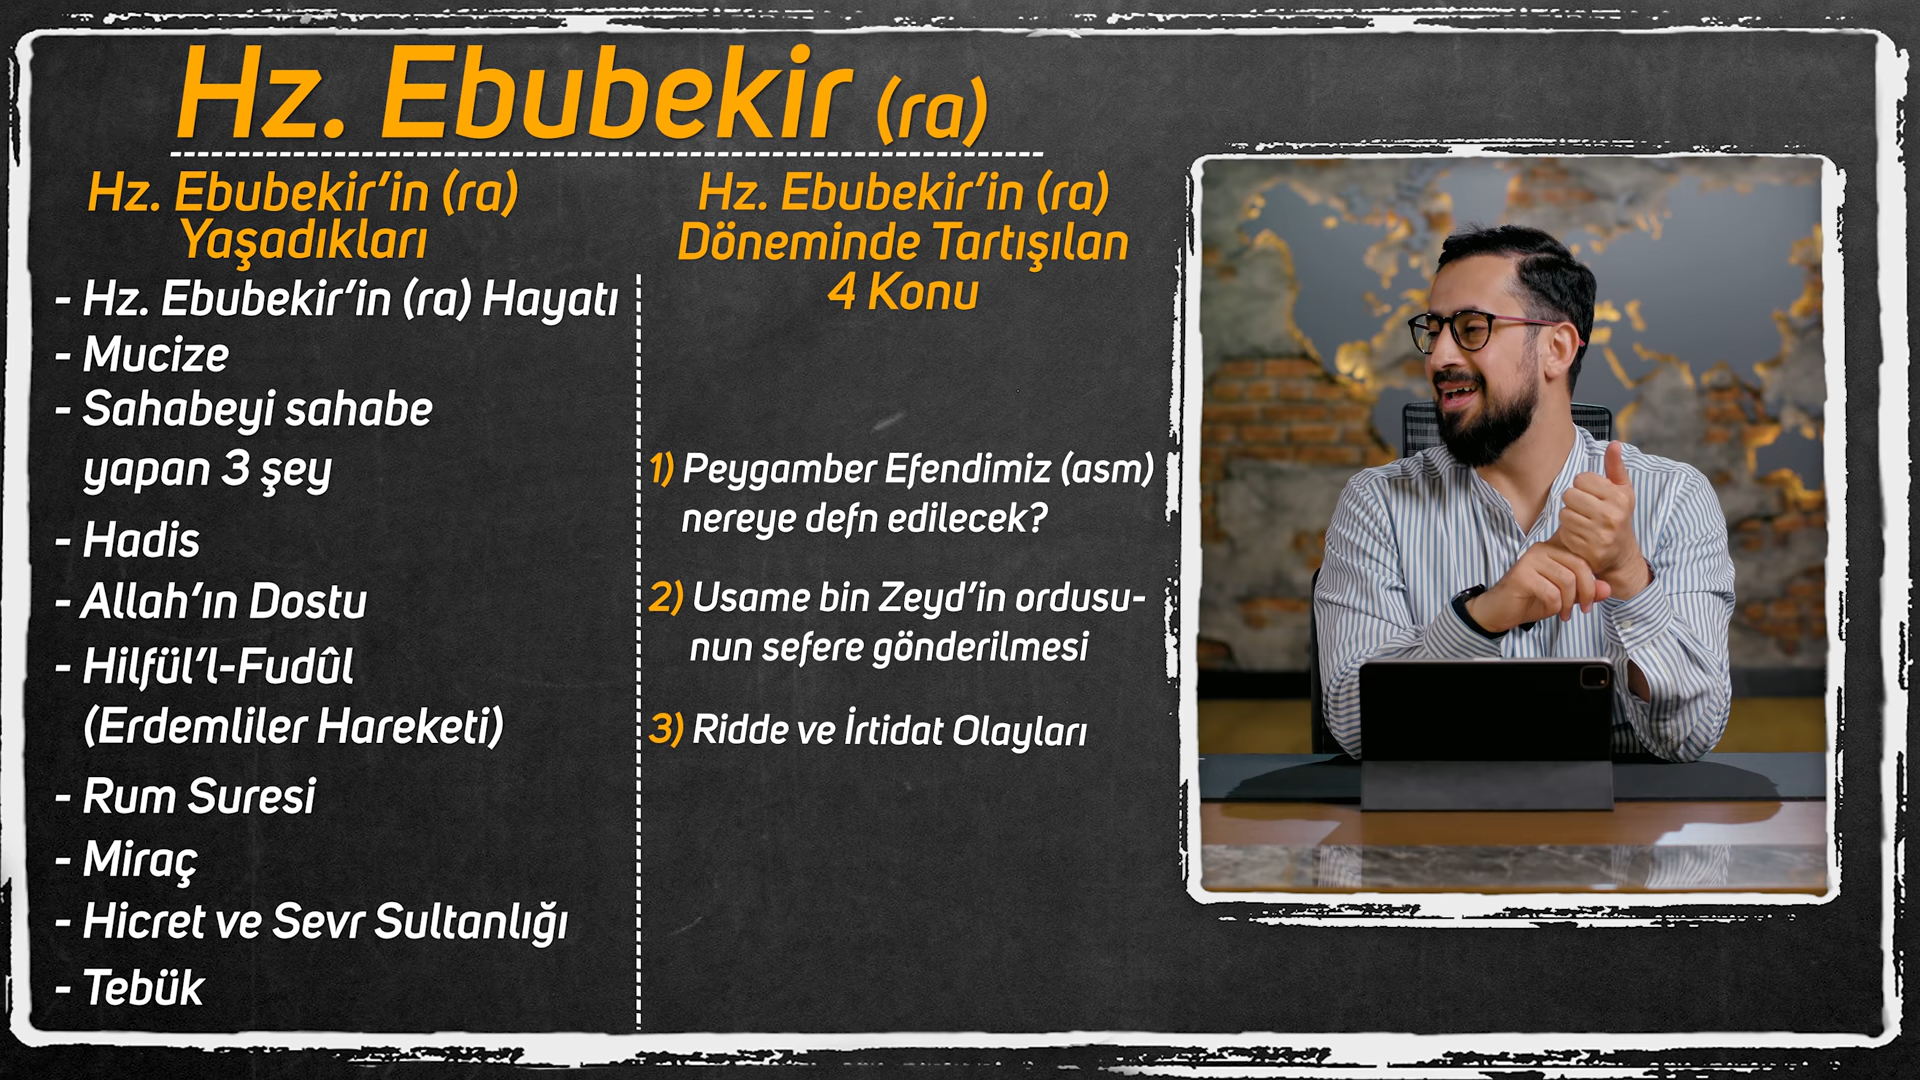 Hz. Ebubekir (ra)
Hz. Ebubekir’in (ra)
Yaşadıkları
- Hz. Ebubekir’in (ra) Hayatı
- Mucize
- Sahabeyi sahabe
yapan 3 şey
- Hadis
- Allah’ın Dostu
- Hilfül’l-Fudûl
(Erdemliler Hareketi)
- Rum Suresi
- Miraç
- Hicret ve Sevr Sultanlığı
- Tebük
Hz. Ebubekir’in (ra)
Döneminde Tartışılan
4 Konu
1) Peygamber Efendimiz (asm)
nereye defn edilecek?
2) Usame bin Zeyd’in ordusu-
nun sefere gönderilmesi
3) Ridde ve İrtidat Olayları